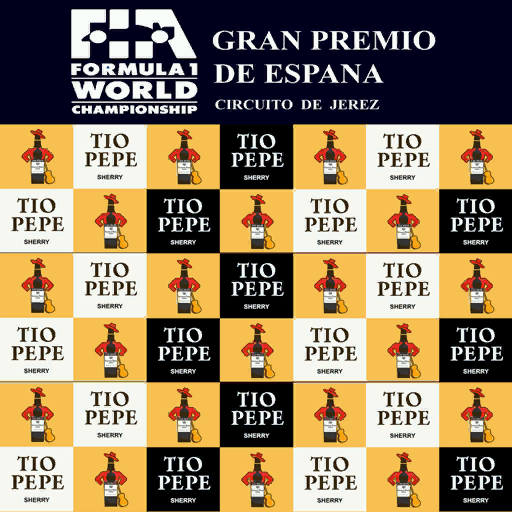 FIA
FORMULA 1
WORLD
CHAMPIONSHIP
GRAN PREMIO
DE ESPANA
CIRCUITO DE JEREZ
TIO TIO TIO
PEPE PEPE PEPE
SHERRY SHERRY SHERRY
TIO TIO TIO TIO
PEPE PEPE PEPE PEPE
SHERRY SHERRY SHERRY SHERRY
TIO TIO TIO
PEPE PEPE PEPE
SHERRY SHERRY SHERRY
TIO TIO TIO TIO
PEPE PEPE PEPE PEPE
SHERRY SHERRY SHERRY SHERRY
TIO TIO TIO
PEPE PEPE PEPE
SHERRY SHERRY SHERRY
TIO TIO TIO TIO
PEPE PEPE PEPE PEPE
SHERRY SHERRY SHERRY SHERRY